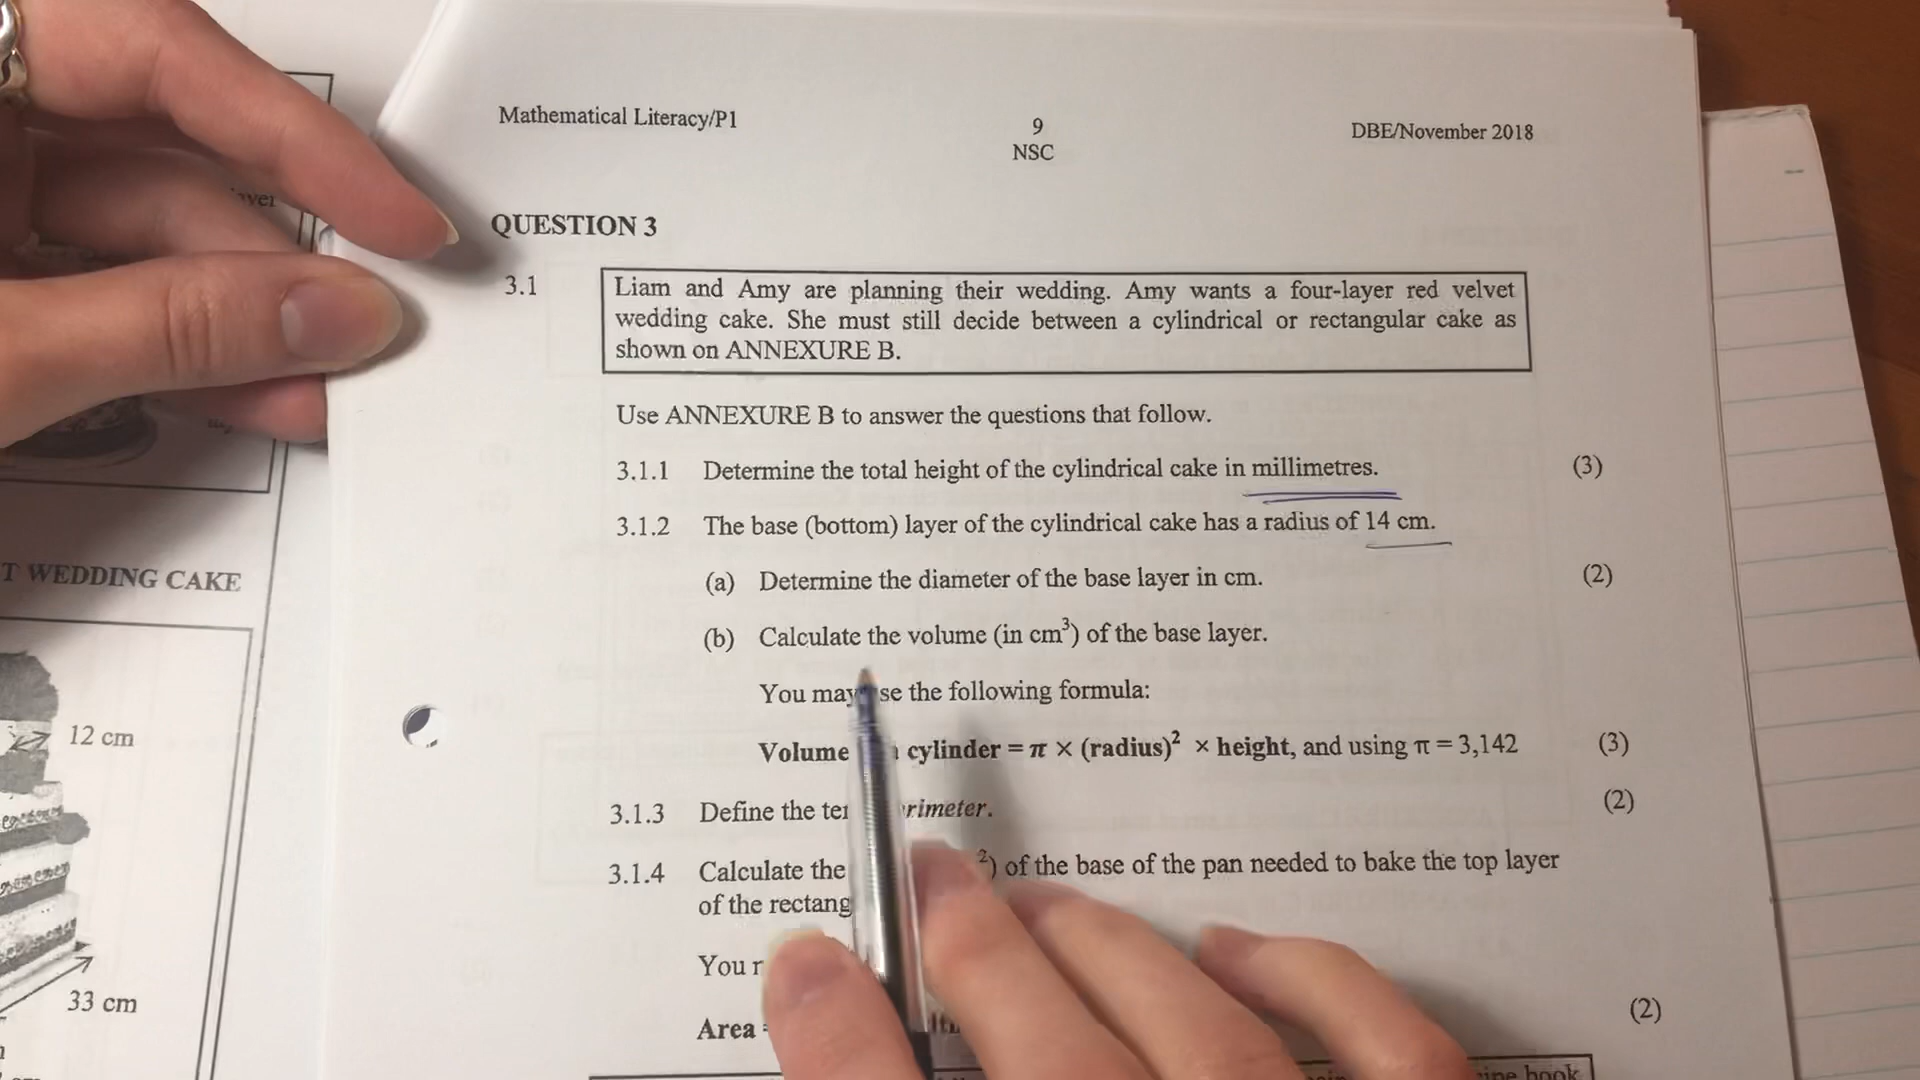 Mathematical Literacy/P1
9
NSC
DBE/November 2018
QUESTION 3
3.1
Liam and Amy are planning their wedding. Amy wants a four-layer red velvet
wedding cake. She must still decide between a cylindrical or rectangular cake as
shown on ANNEXURE B.
Use ANNEXURE B to answer the questions that follow.
3.1.1 Determine the total height of the cylindrical cake in millimetres. (3)
3.1.2 The base (bottom) layer of the cylindrical cake has a radius of 14 cm.
(a) Determine the diameter of the base layer in cm. (2)
(b) Calculate the volume (in cm³) of the base layer.
You may se the following formula:
Volume cylinder = π × (radius)² × height, and using π = 3,142 (3)
3.1.3 Define the ter rimeter. (2)
3.1.4 Calculate the ²) of the base of the pan needed to bake the top layer
of the rectang
You
Area =
(2)
T WEDDING CAKE
12 cm
33 cm